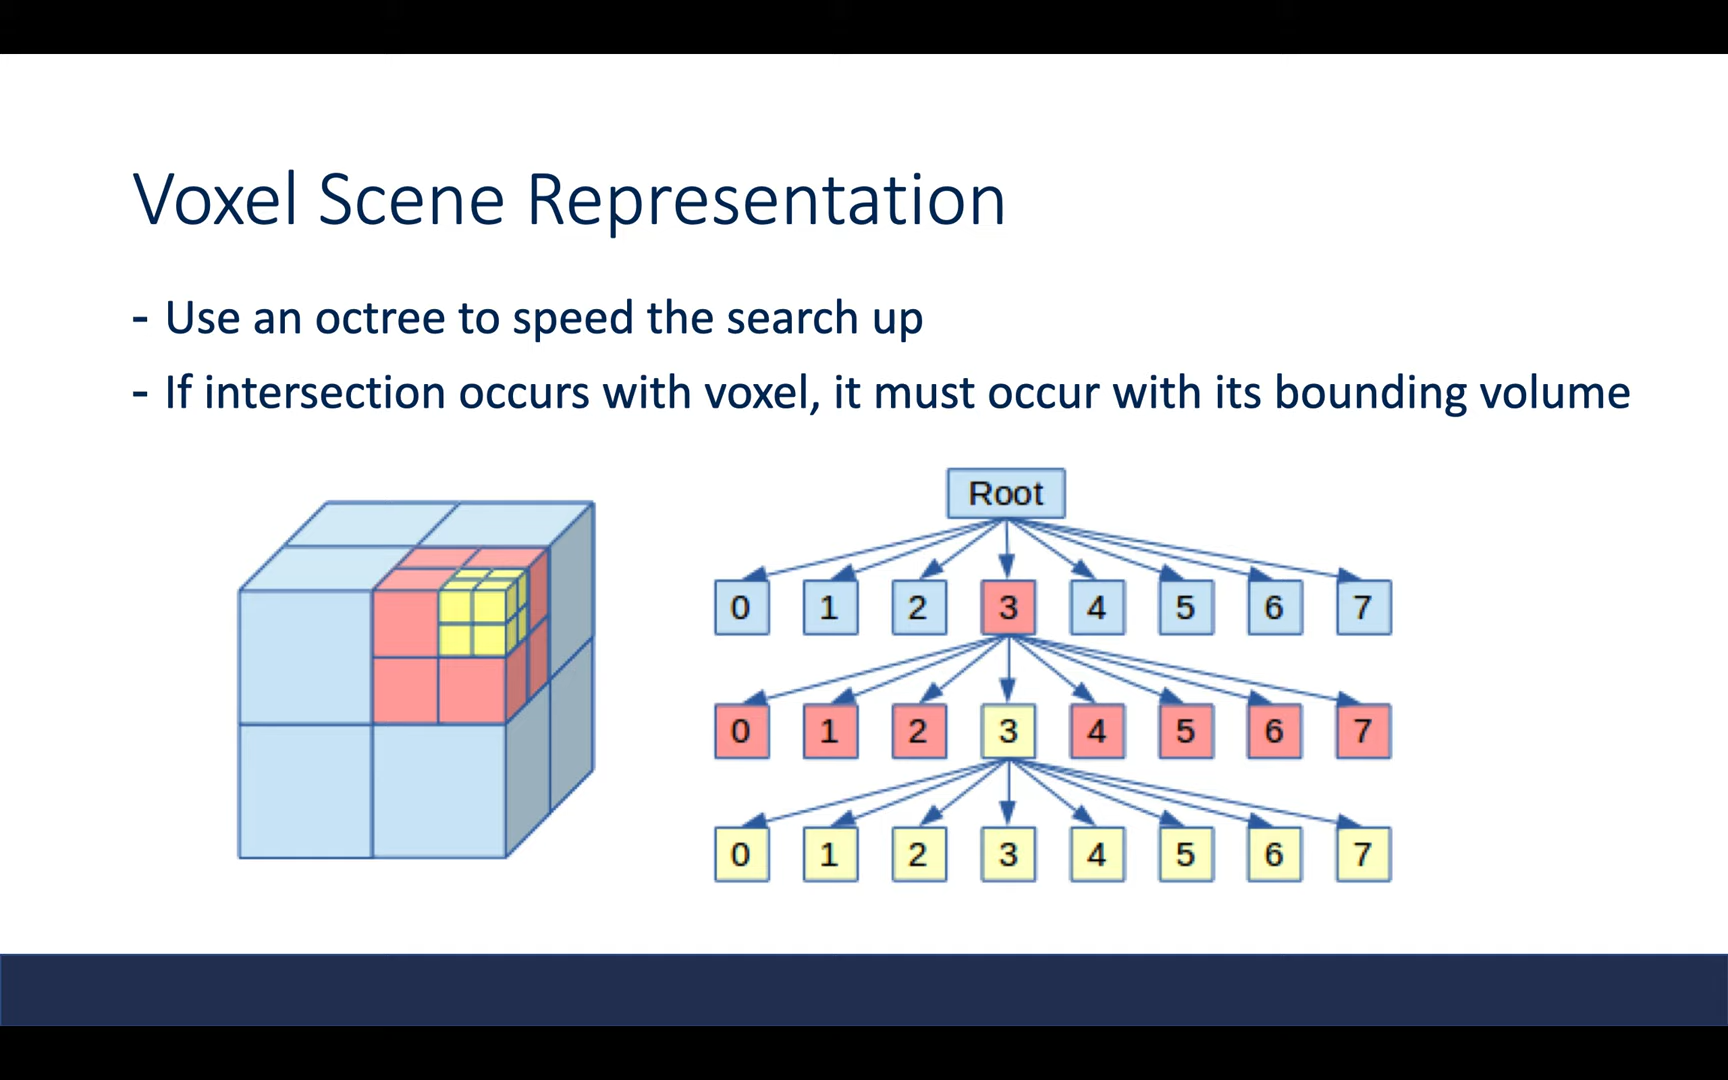 Voxel Scene Representation
- Use an octree to speed the search up
- If intersection occurs with voxel, it must occur with its bounding volume
Root
0 1 2 3 4 5 6 7
0 1 2 3 4 5 6 7
0 1 2 3 4 5 6 7